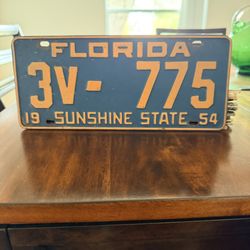 FLORIDA
3V- 775
19 SUNSHINE STATE 54